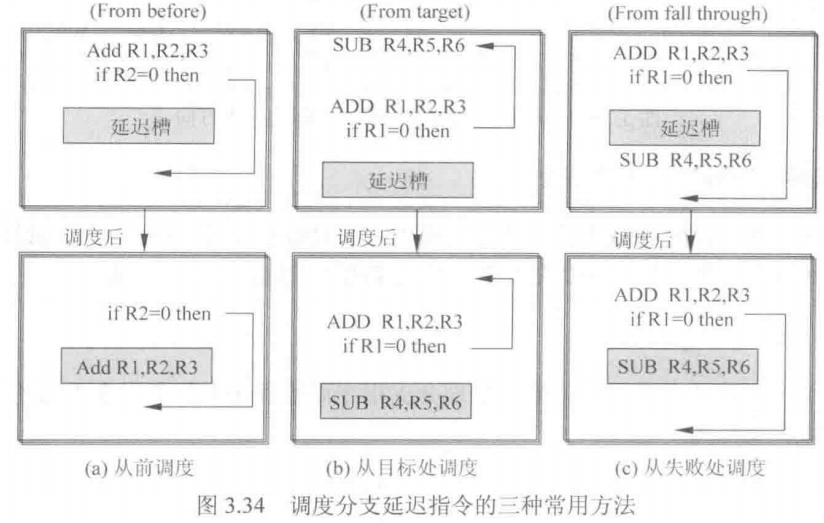 (From before)
Add R1,R2,R3
if R2=0 then
延迟槽
调度后
if R2=0 then
Add R1,R2,R3
(a) 从前调度
(From target)
SUB R4,R5,R6
ADD R1,R2,R3
if R1=0 then
延迟槽
调度后
ADD R1,R2,R3
if R1=0 then
SUB R4,R5,R6
(b) 从目标处调度
(From fall through)
ADD R1,R2,R3
if R1=0 then
延迟槽
SUB R4,R5,R6
调度后
ADD R1,R2,R3
if R1=0 then
SUB R4,R5,R6
(c) 从失败处调度
图 3.34 调度分支延迟指令的三种常用方法